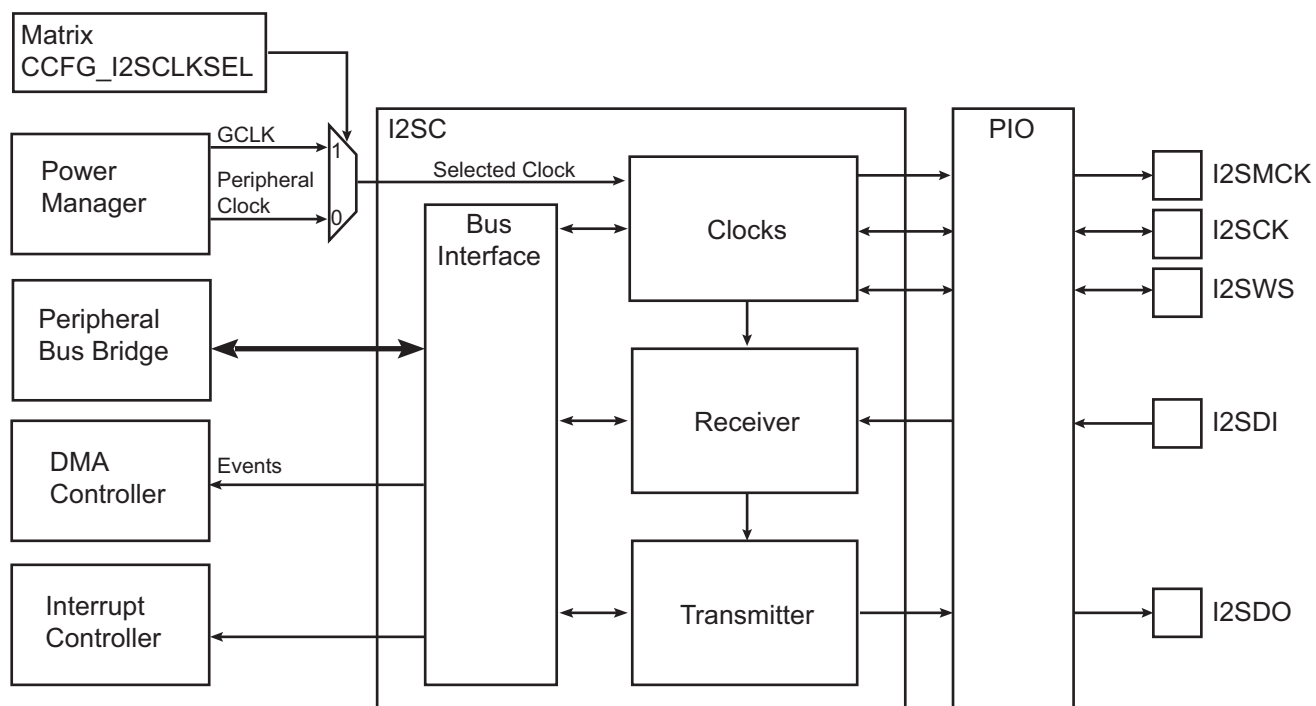 Matrix
CCFG_I2SCLKSEL
I2SC
PIO
GCLK
1
Power
Manager
Peripheral
Clock
0
Selected Clock
Clocks
I2SMCK
I2SCK
I2SWS
Bus
Interface
Peripheral
Bus Bridge
Receiver
I2SDI
DMA
Controller
Events
Interrupt
Controller
Transmitter
I2SDO